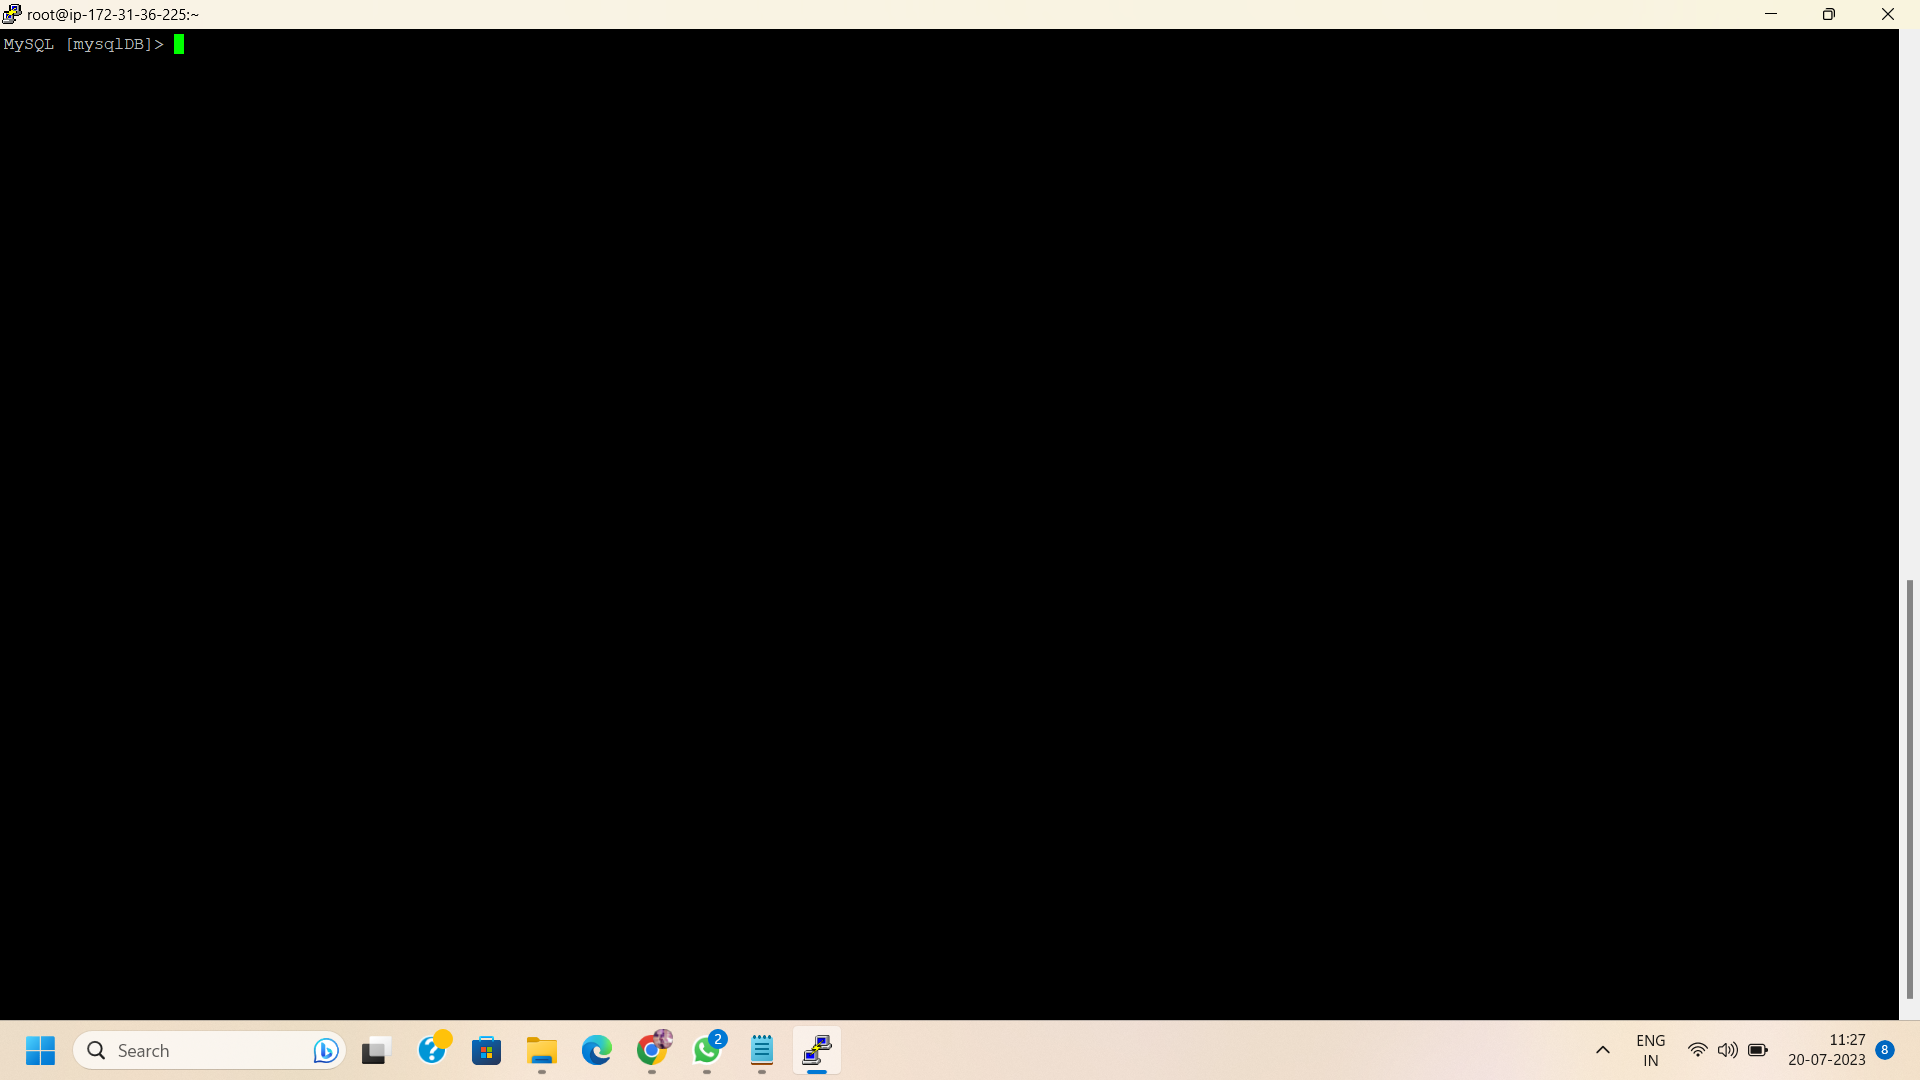 root@ip-172-31-36-225:~
MySQL [mysqlDB]>
Search
2
ENG
IN
11:27
20-07-2023
8